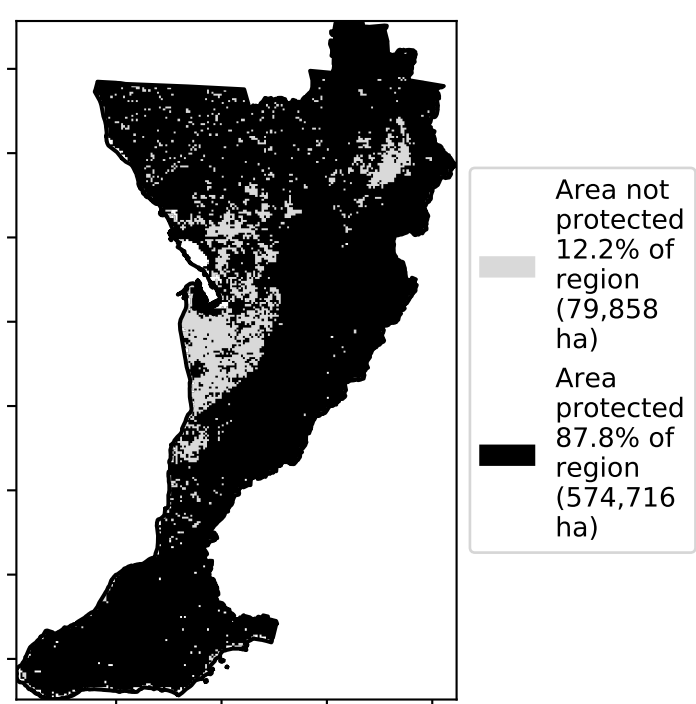 Area not
protected
12.2% of
region
(79,858
ha)
Area
protected
87.8% of
region
(574,716
ha)